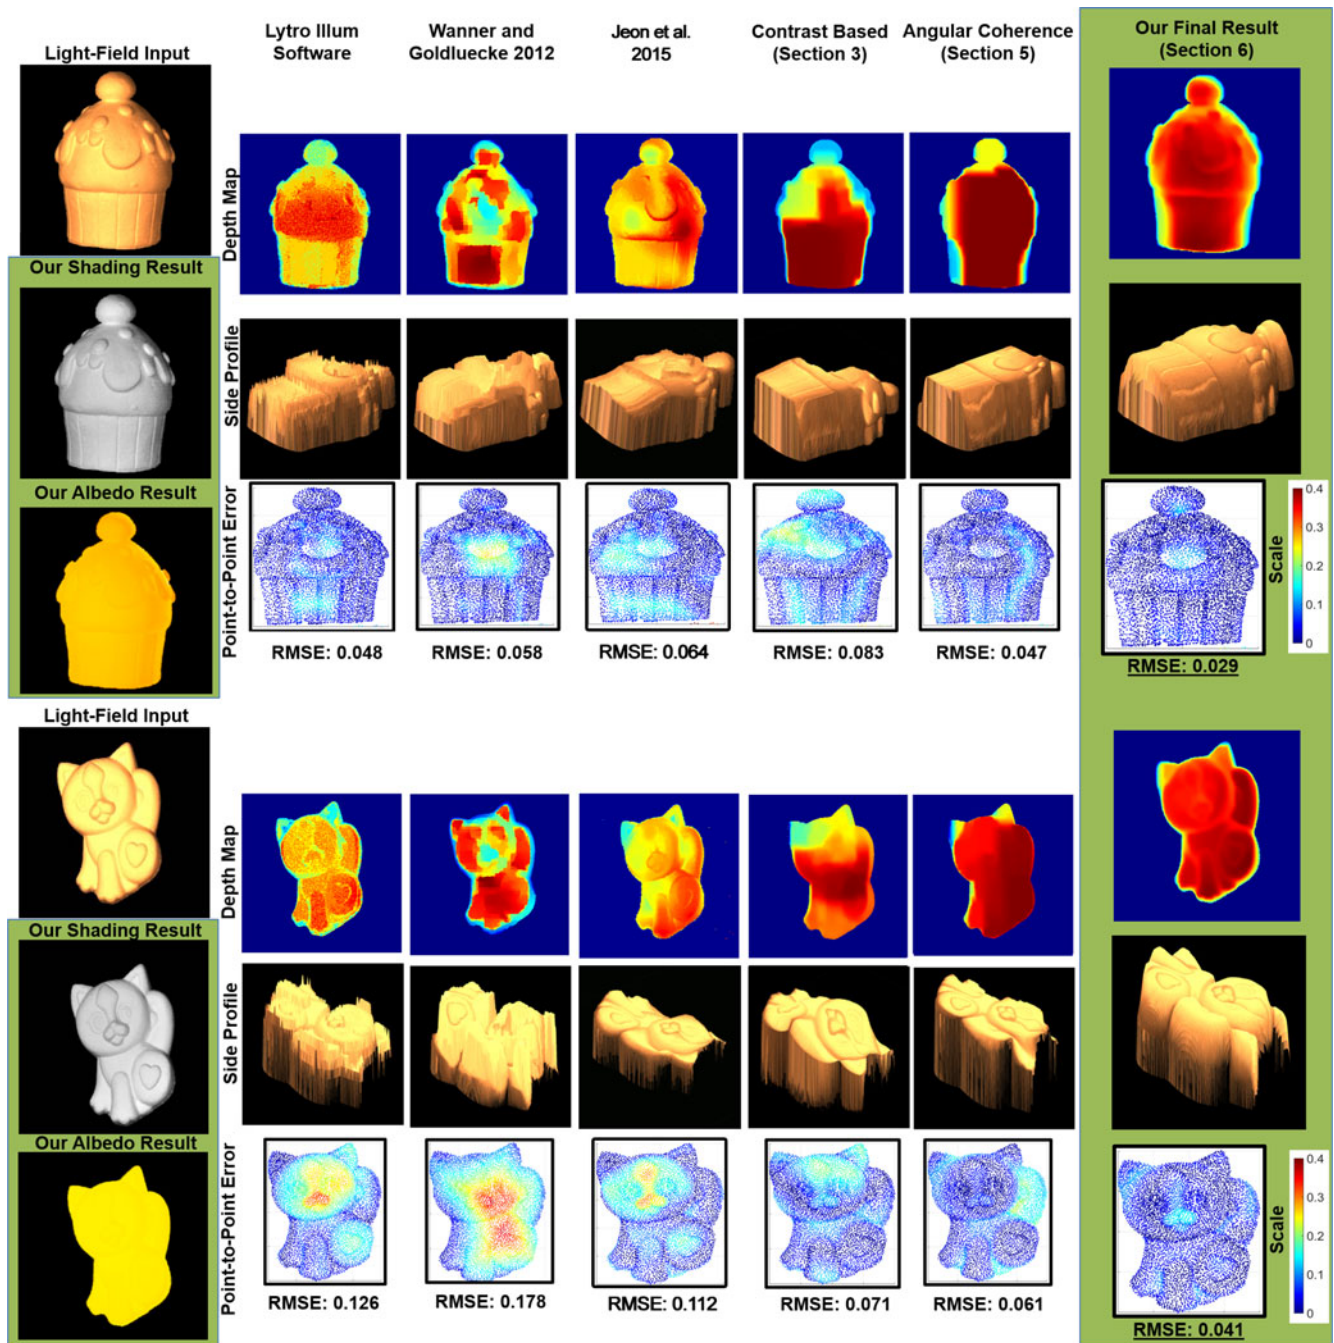 Light-Field Input
Lytro Illum
Software
Wanner and
Goldluecke 2012
Jeon et al.
2015
Contrast Based
(Section 3)
Angular Coherence
(Section 5)
Our Final Result
(Section 6)
Depth Map
Our Shading Result
Side Profile
Our Albedo Result
Point-to-Point Error
0.4
0.3
0.2
0.1
0
Scale
RMSE: 0.048
RMSE: 0.058
RMSE: 0.064
RMSE: 0.083
RMSE: 0.047
RMSE: 0.029
Light-Field Input
Depth Map
Our Shading Result
Side Profile
Our Albedo Result
Point-to-Point Error
0.4
0.3
0.2
0.1
0
Scale
RMSE: 0.126
RMSE: 0.178
RMSE: 0.112
RMSE: 0.071
RMSE: 0.061
RMSE: 0.041